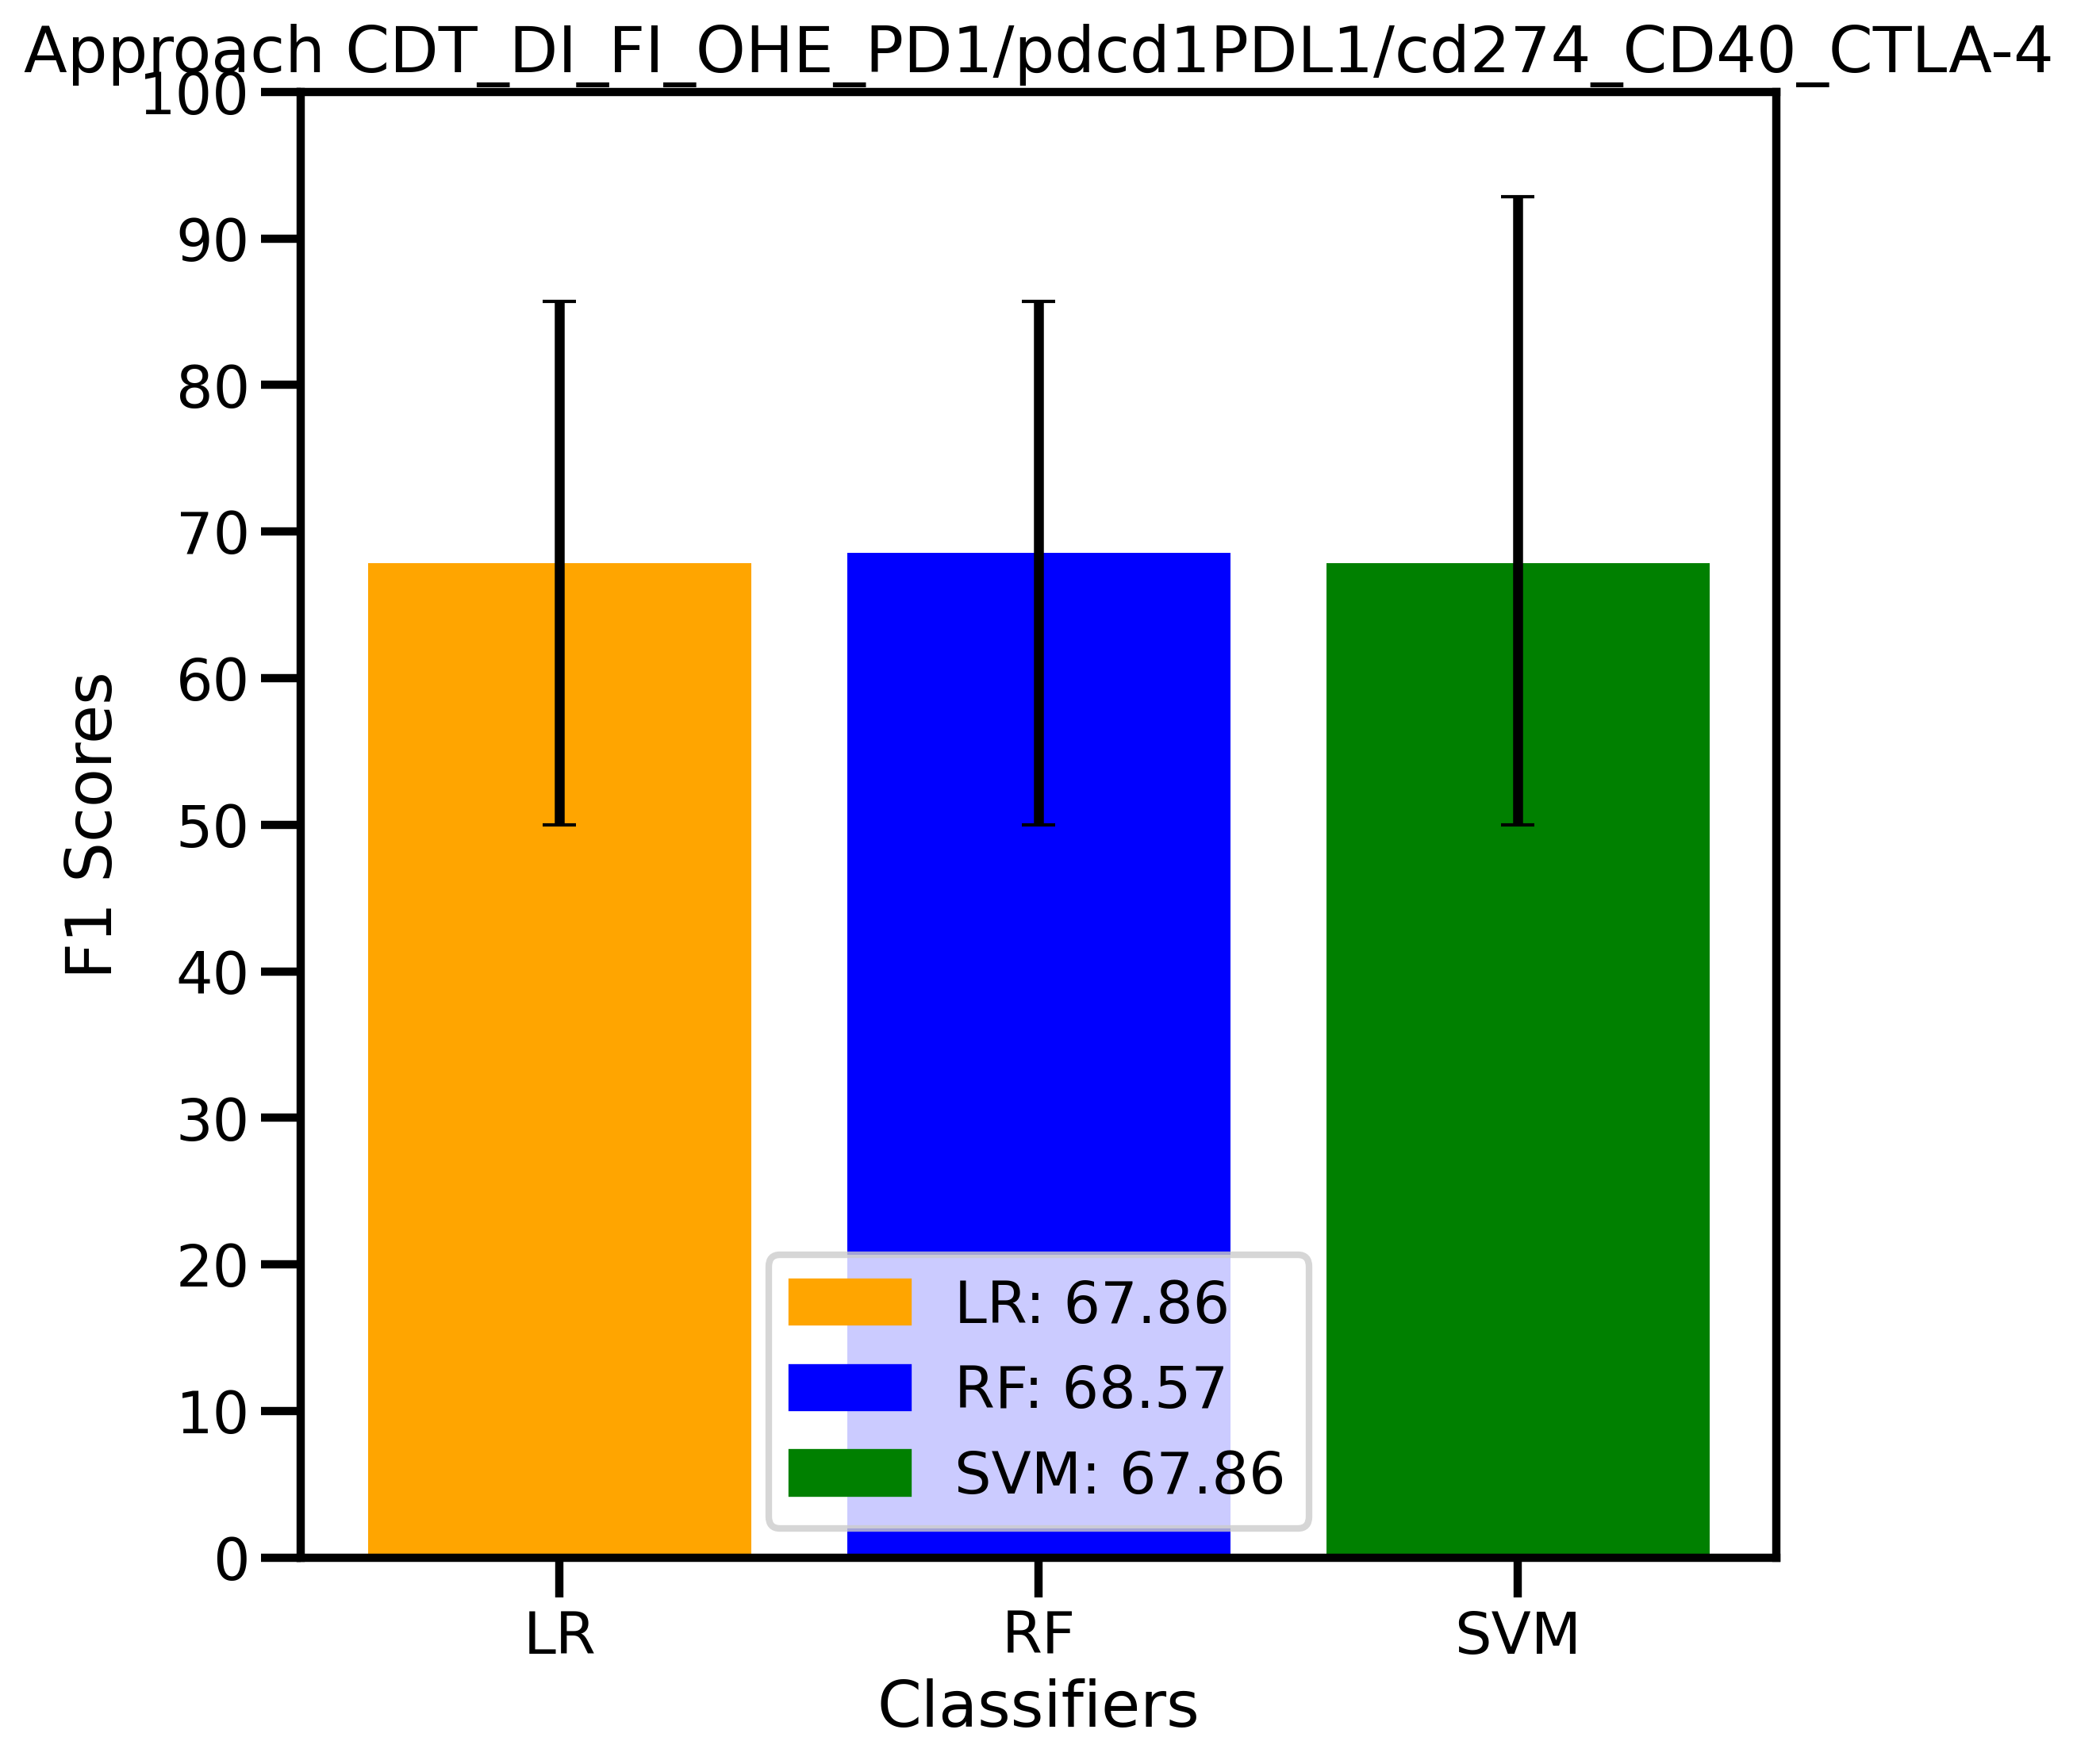 Approach CDT_DI_FI_OHE_PD1/pdcd1PDL1/cd274_CD40_CTLA-4
100
90
80
70
60
50
40
30
20
10
0
F1 Scores
LR: 67.86
RF: 68.57
SVM: 67.86
LR RF SVM
Classifiers